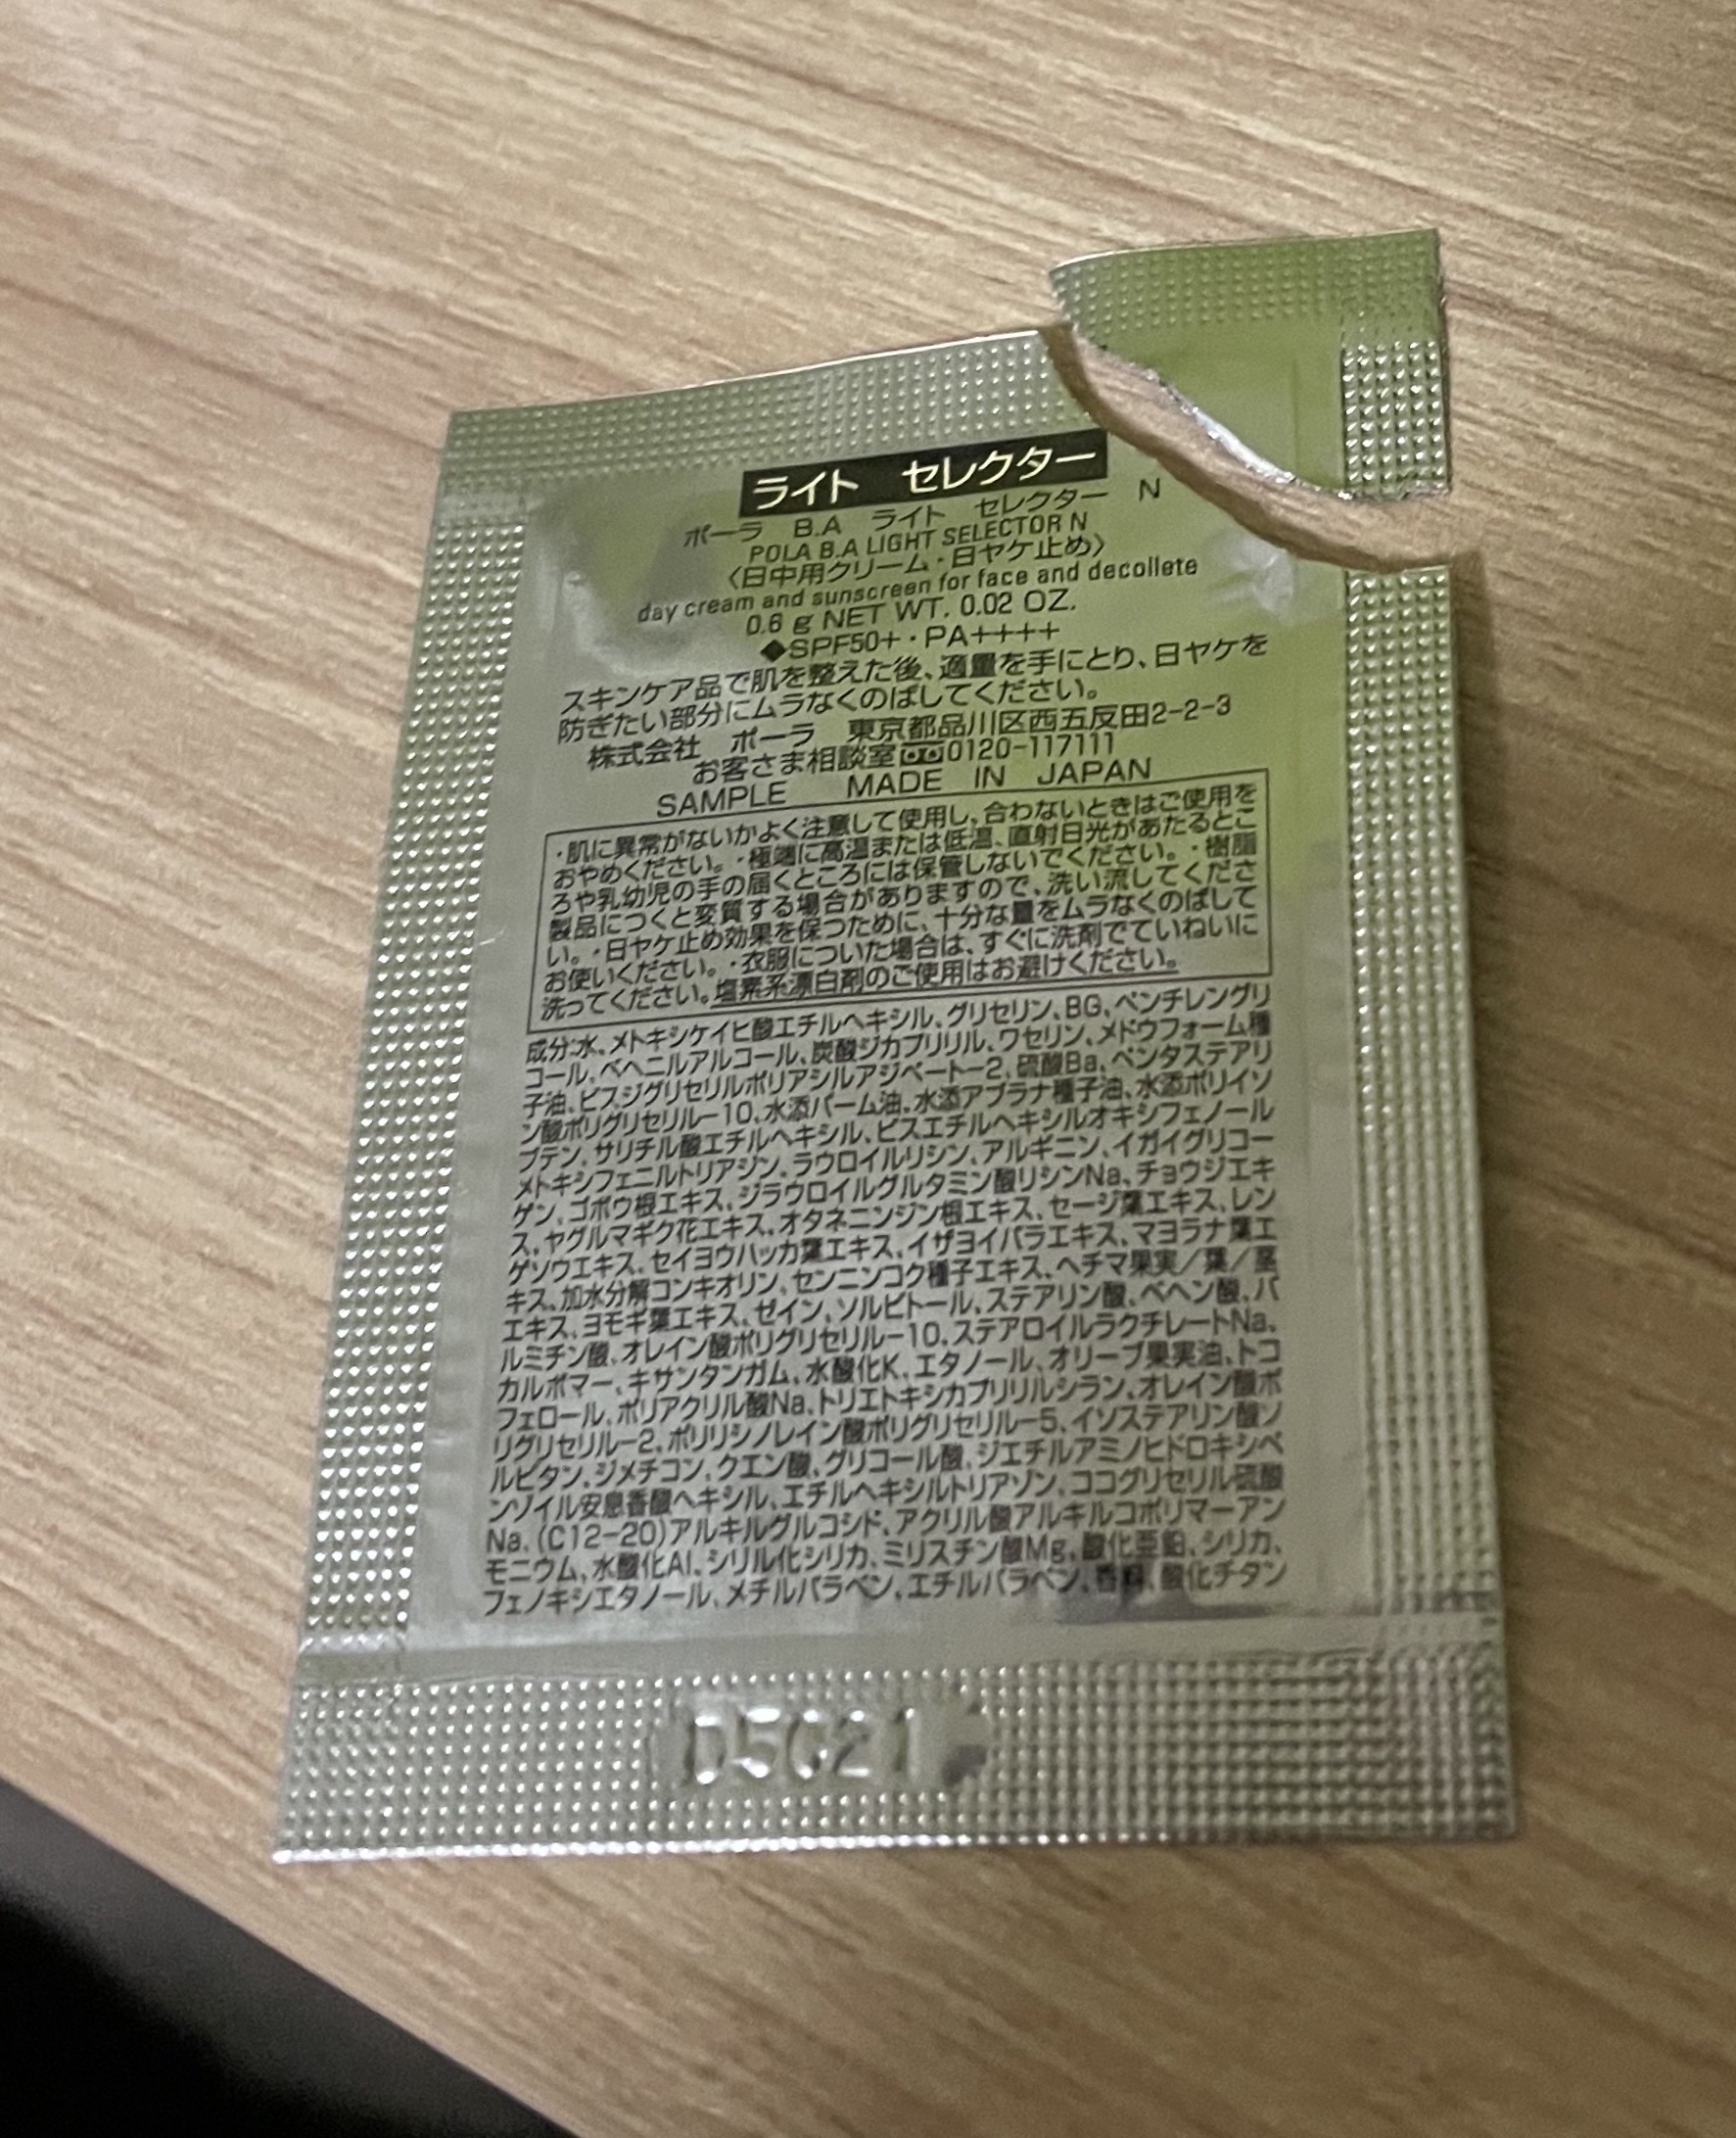 ライト セレクター
ポーラ B.A ライト セレクター N
POLA B.A LIGHT SELECTOR N
〈日中用クリーム・日ヤケ止め〉
day cream and sunscreen for face and decollete
0.6 g NET WT. 0.02 OZ.
◆SPF50+・PA++++
スキンケア品で肌を整えた後、適量を手にとり、日ヤケを
防ぎたい部分にムラなくのばしてください。
株式会社 ポーラ 東京都品川区西五反田2-2-3
お客さま相談室0120-117111
SAMPLE MADE IN JAPAN
・肌に異常がないかよく注意して使用し、合わないときはご使用を
おやめください。・極端に高温または低温、直射日光があたるとこ
ろや乳幼児の手の届くところには保管しないでください。・樹脂
製品につくと変質する場合がありますので、洗い流してくださ
い。・日ヤケ止め効果を保つために、十分な量をムラなくのばして
お使いください。・衣服についた場合は、すぐに洗剤でていねいに
洗ってください。塩素系漂白剤のご使用はお避けください。
成分:水、メトキシケイヒ酸エチルヘキシル、グリセリン、BG、ペンチレングリ
コール、ベヘニルアルコール、炭酸ジカプリリル、ワセリン、メドウフォーム種
子油、ビスジグリセリルポリアシルアジペート-2、硫酸Ba、ペンタステアリ
ン酸ポリグリセリル-10、水添パーム油、水添アブラナ種子油、水添ポリイソ
ブテン、サリチル酸エチルヘキシル、ビスエチルヘキシルオキシフェノール
メトキシフェニルトリアジン、ラウロイルリシン、アルギニン、イガイグリコー
ゲン、ゴボウ根エキス、ジラウロイルグルタミン酸リシンNa、チョウジエキ
ス、ヤグルマギク花エキス、オタネニンジン根エキス、セージ葉エキス、レン
ゲソウエキス、セイヨウハッカ葉エキス、イザヨイバラエキス、マヨラナ葉エ
キス、加水分解コンキオリン、センニンコク種子エキス、ヘチマ果実／葉／茎
エキス、ヨモギ葉エキス、ゼイン、ソルビトール、ステアリン酸、ベヘン酸、パ
ルミチン酸、オレイン酸ポリグリセリル-10、ステアロイルラクチレートNa、
カルボマー、キサンタンガム、水酸化K、エタノール、オリーブ果実油、トコ
フェロール、ポリアクリル酸Na、トリエトキシカプリリルシラン、オレイン酸ポ
リグリセリル-2、ポリリシノレイン酸ポリグリセリル-5、イソステアリン酸ソ
ルビタン、ジメチコン、クエン酸、グリコール酸、ジエチルアミノヒドロキシベ
ンゾイル安息香酸ヘキシル、エチルヘキシルトリアゾン、ココグリセリル硫酸
Na、(C12-20)アルキルグルコシド、アクリル酸アルキルコポリマーアン
モニウム、水酸化Al、シリル化シリカ、ミリスチン酸Mg、酸化亜鉛、シリカ、
フェノキシエタノール、メチルパラベン、エチルパラベン、香料、酸化チタン